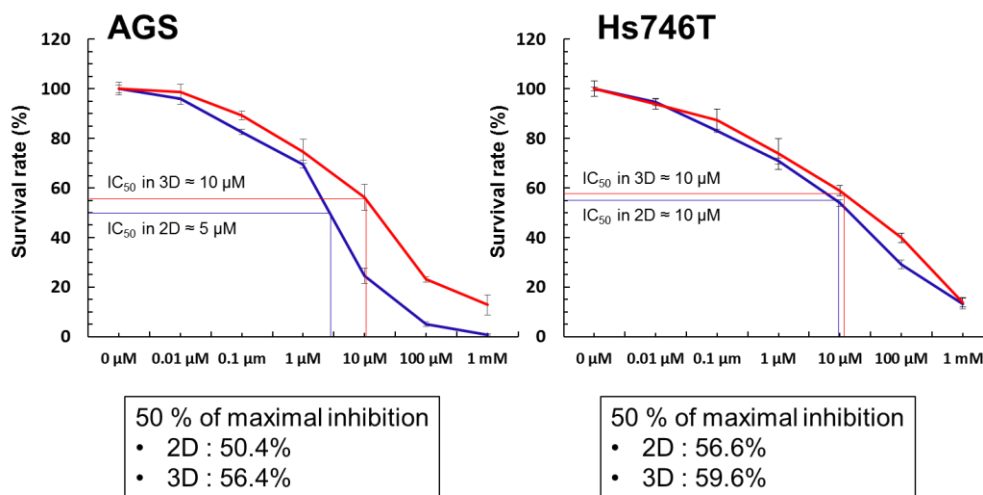 AGS
Survival rate (%)
120
100
80
60
40
20
0
IC50 in 3D ≈ 10 µM
IC50 in 2D ≈ 5 µM
0 µM 0.01 µM 0.1 µm 1 µM 10 µM 100 µM 1 mM
50 % of maximal inhibition
• 2D : 50.4%
• 3D : 56.4%
Hs746T
Survival rate (%)
120
100
80
60
40
20
0
IC50 in 3D ≈ 10 µM
IC50 in 2D ≈ 10 µM
0 µM 0.01 µM 0.1 µm 1 µM 10 µM 100 µM 1 mM
50 % of maximal inhibition
• 2D : 56.6%
• 3D : 59.6%